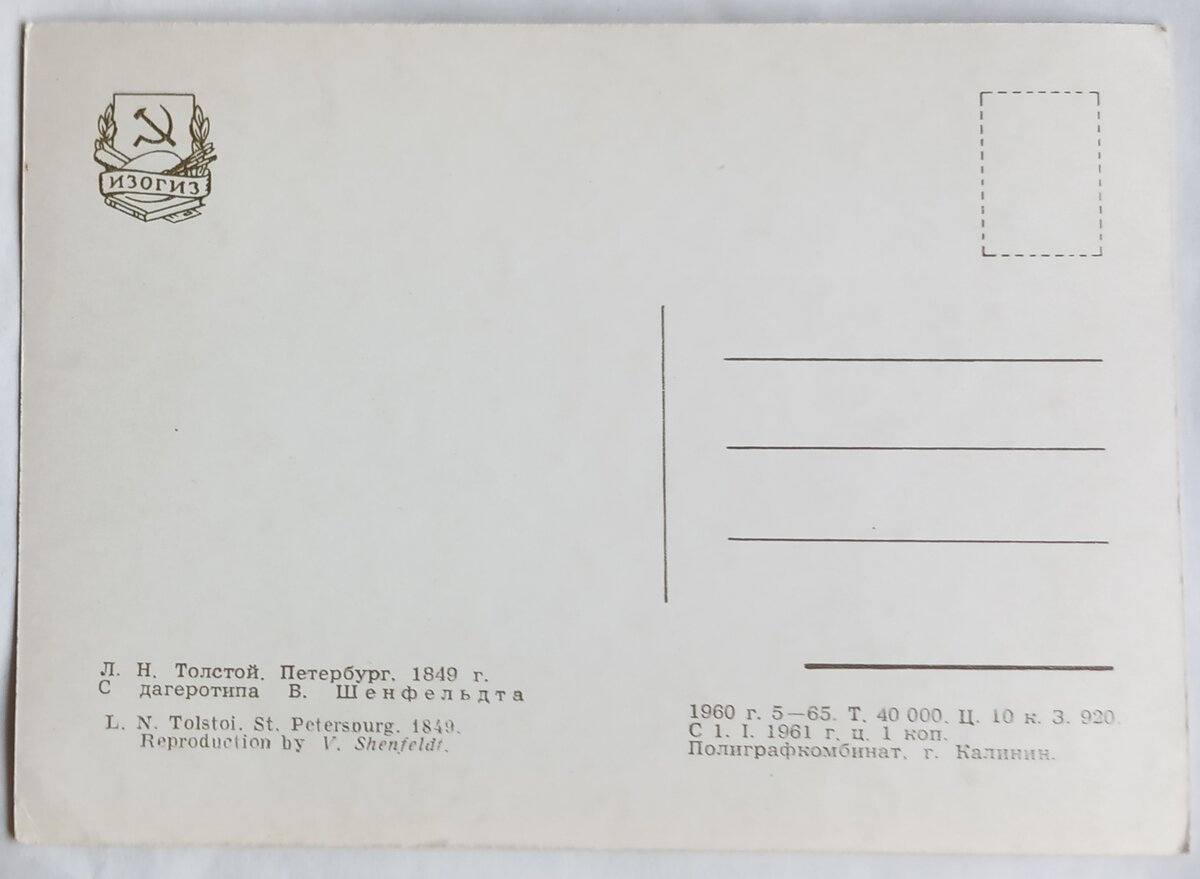 ИЗОГИЗ
Л. Н. Толстой. Петербург. 1849 г.
С дагеротипа В. Шенфельдта
L. N. Tolstoi. St. Petersburg. 1849.
Reproduction by V. Shenfeldt.
1960 г. 5—65. Т. 40 000. Ц. 10 к. З. 920.
С 1. I. 1961 г. ц. 1 коп.
Полиграфкомбинат, г. Калинин.